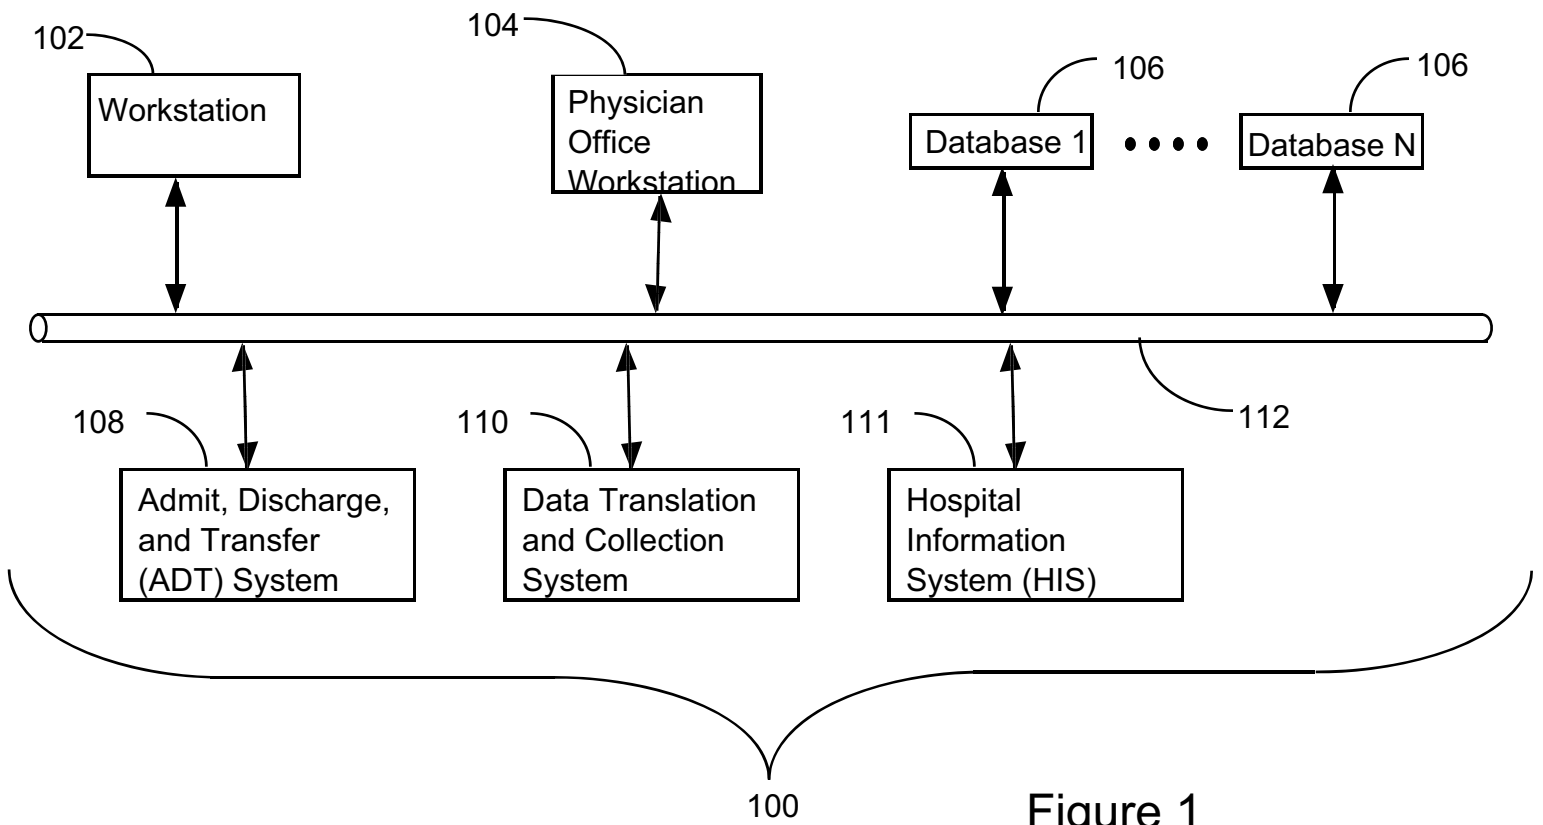 102
104
106
106
Workstation
Physician
Office
Workstation
Database 1
Database N
108
110
111
112
Admit, Discharge,
and Transfer
(ADT) System
Data Translation
and Collection
System
Hospital
Information
System (HIS)
100
Figure 1